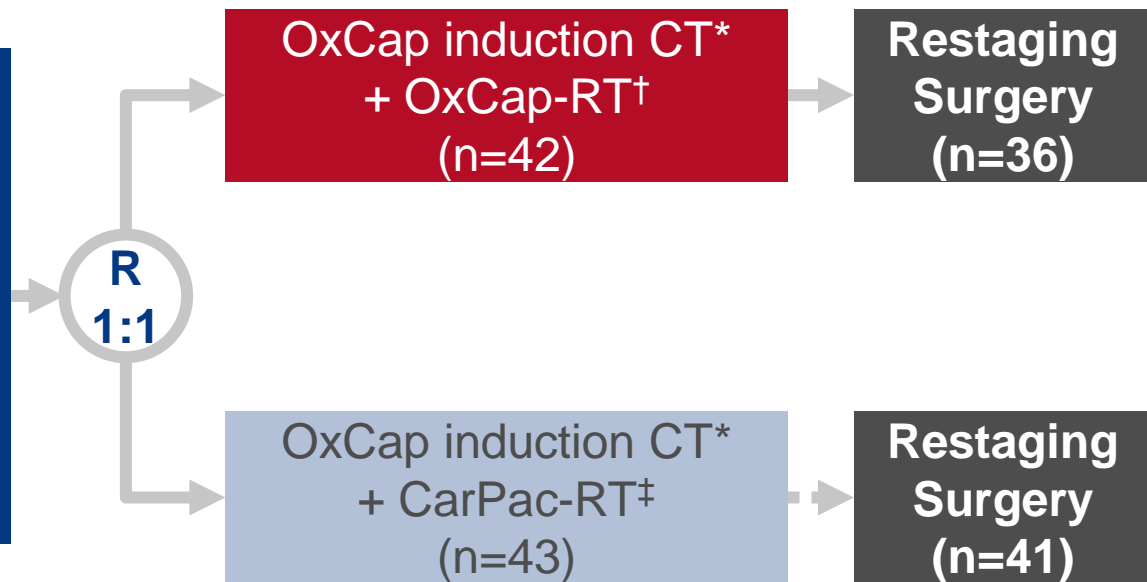 OxCap induction CT*
+ OxCap-RT†
(n=42)
Restaging
Surgery
(n=36)
R
1:1
OxCap induction CT*
+ CarPac-RT‡
(n=43)
Restaging
Surgery
(n=41)